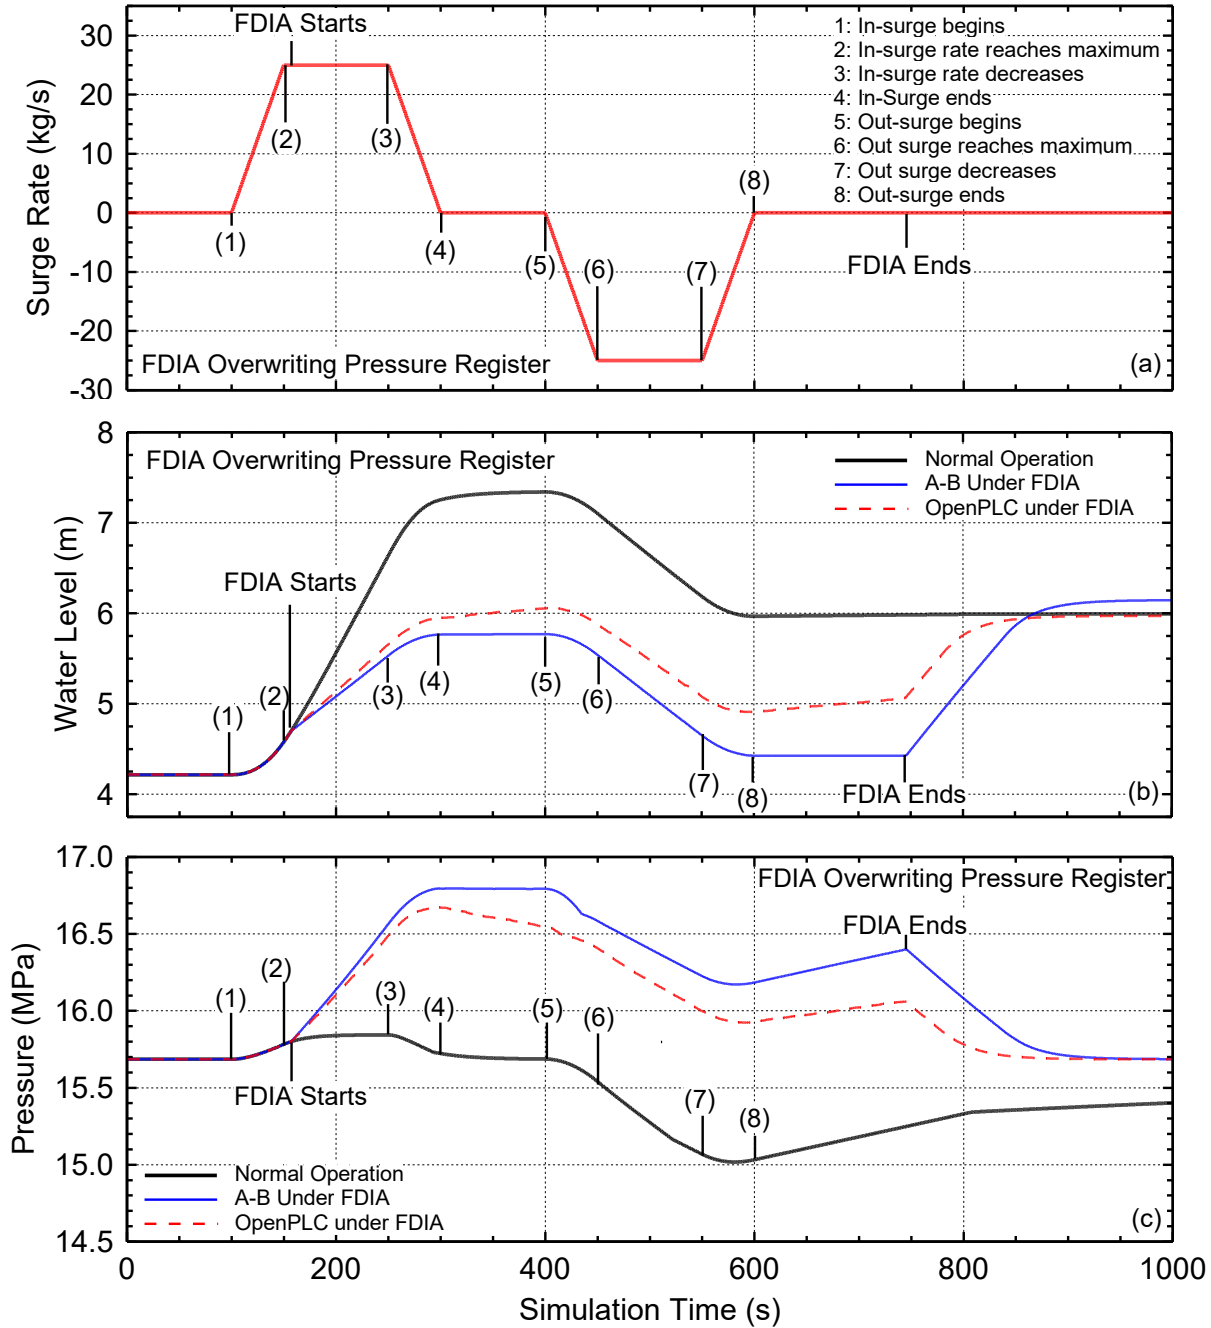 FDIA Starts
1: In-surge begins
2: In-surge rate reaches maximum
3: In-surge rate decreases
4: In-Surge ends
5: Out-surge begins
6: Out surge reaches maximum
7: Out surge decreases
8: Out-surge ends
30
20
10
0
-10
-20
-30
Surge Rate (kg/s)
(1)
(2)
(3)
(4)
(5)
(6)
(7)
(8)
FDIA Ends
FDIA Overwriting Pressure Register
(a)
8
7
6
5
4
Water Level (m)
FDIA Overwriting Pressure Register
Normal Operation
A-B Under FDIA
OpenPLC under FDIA
FDIA Starts
(1)
(2)
(3)
(4)
(5)
(6)
(7)
(8)
FDIA Ends
(b)
17.0
16.5
16.0
15.5
15.0
14.5
Pressure (MPa)
FDIA Overwriting Pressure Register
FDIA Ends
(1)
(2)
(3)
(4)
(5)
(6)
(7)
(8)
FDIA Starts
Normal Operation
A-B Under FDIA
OpenPLC under FDIA
(c)
0
200
400
600
800
1000
Simulation Time (s)